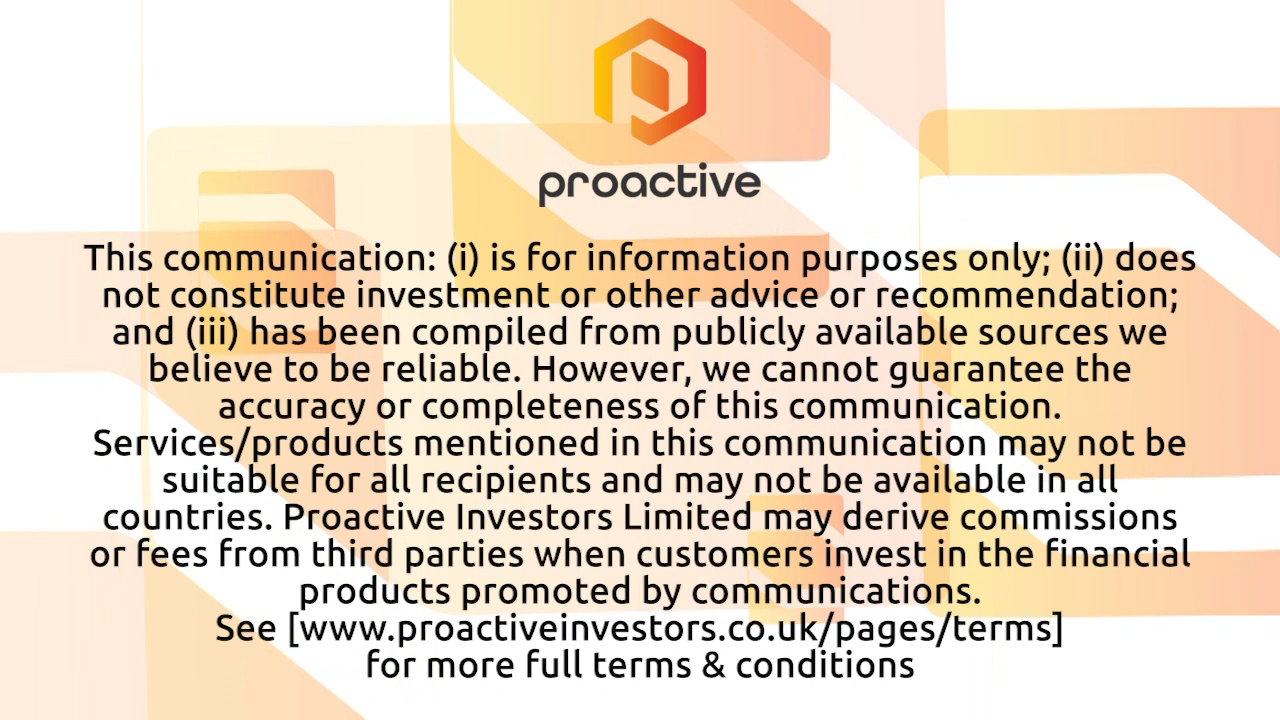 proactive
This communication: (i) is for information purposes only; (ii) does
not constitute investment or other advice or recommendation;
and (iii) has been compiled from publicly available sources we
believe to be reliable. However, we cannot guarantee the
accuracy or completeness of this communication.
Services/products mentioned in this communication may not be
suitable for all recipients and may not be available in all
countries. Proactive Investors Limited may derive commissions
or fees from third parties when customers invest in the financial
products promoted by communications.
See [www.proactiveinvestors.co.uk/pages/terms]
for more full terms & conditions